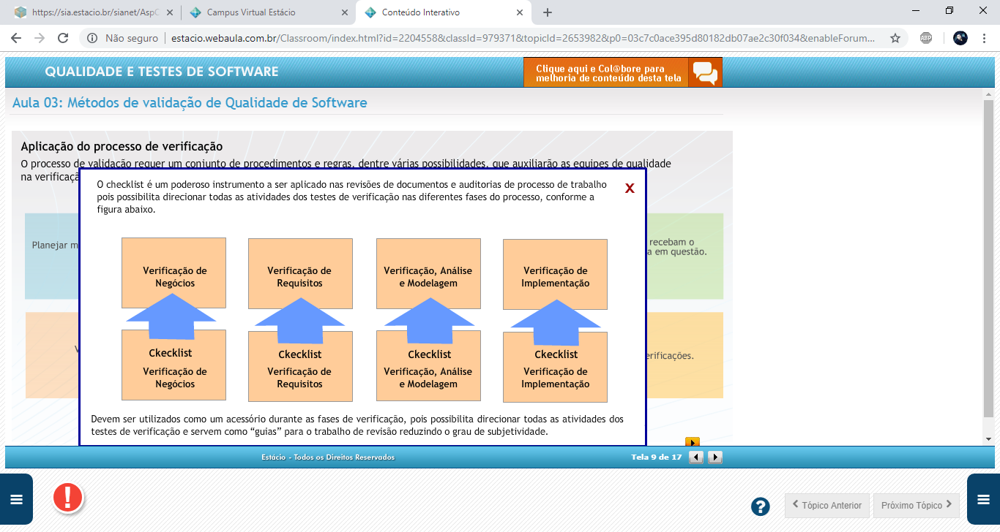 https://sia.estacio.br/sianet/AspC
Campus Virtual Estácio
Conteúdo Interativo
Não seguro
estacio.webaula.com.br/Classroom/index.html?id=2204558&classId=979371&topicId=2653982&p0=03c7c0ace395d80182db07ae2c30f034&enableForum...
ABP
QUALIDADE E TESTES DE SOFTWARE
Clique aqui e Col@bore para
melhoria de conteúdo desta tela
Aula 03: Métodos de validação de Qualidade de Software
Aplicação do processo de verificação
O processo de validação requer um conjunto de procedimentos e regras, dentre várias possibilidades, que auxiliarão as equipes de qualidade
na verificaçã
O checklist é um poderoso instrumento a ser aplicado nas revisões de documentos e auditorias de processo de trabalho
pois possibilita direcionar todas as atividades dos testes de verificação nas diferentes fases do processo, conforme a
figura abaixo.
X
Planejar m
recebam o
a em questão.
Verificação de
Negócios
Verificação de
Requisitos
Verificação, Análise
e Modelagem
Verificação de
Implementação
V
erificações.
Ckecklist
Verificação de
Negócios
Ckecklist
Verificação de
Requisitos
Ckecklist
Verificação, Análise
e Modelagem
Ckecklist
Verificação de
Implementação
Devem ser utilizados como um acessório durante as fases de verificação, pois possibilita direcionar todas as atividades dos
testes de verificação e servem como “guias” para o trabalho de revisão reduzindo o grau de subjetividade.
Estácio - Todos os Direitos Reservados
Tela 9 de 17
Tópico Anterior
Próximo Tópico